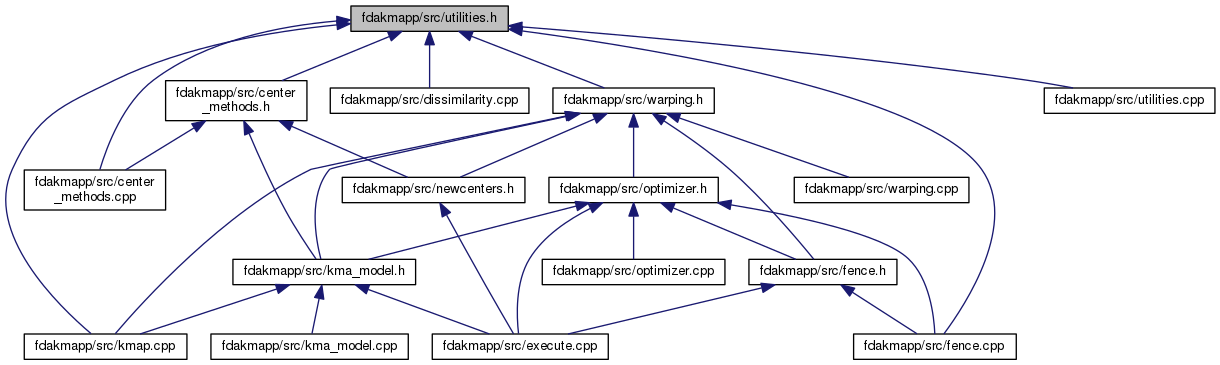 fdakmapp/src/utilities.h
fdakmapp/src/center
_methods.h
fdakmapp/src/dissimilarity.cpp
fdakmapp/src/warping.h
fdakmapp/src/utilities.cpp
fdakmapp/src/center
_methods.cpp
fdakmapp/src/newcenters.h
fdakmapp/src/optimizer.h
fdakmapp/src/warping.cpp
fdakmapp/src/kma_model.h
fdakmapp/src/optimizer.cpp
fdakmapp/src/fence.h
fdakmapp/src/kmap.cpp
fdakmapp/src/kma_model.cpp
fdakmapp/src/execute.cpp
fdakmapp/src/fence.cpp